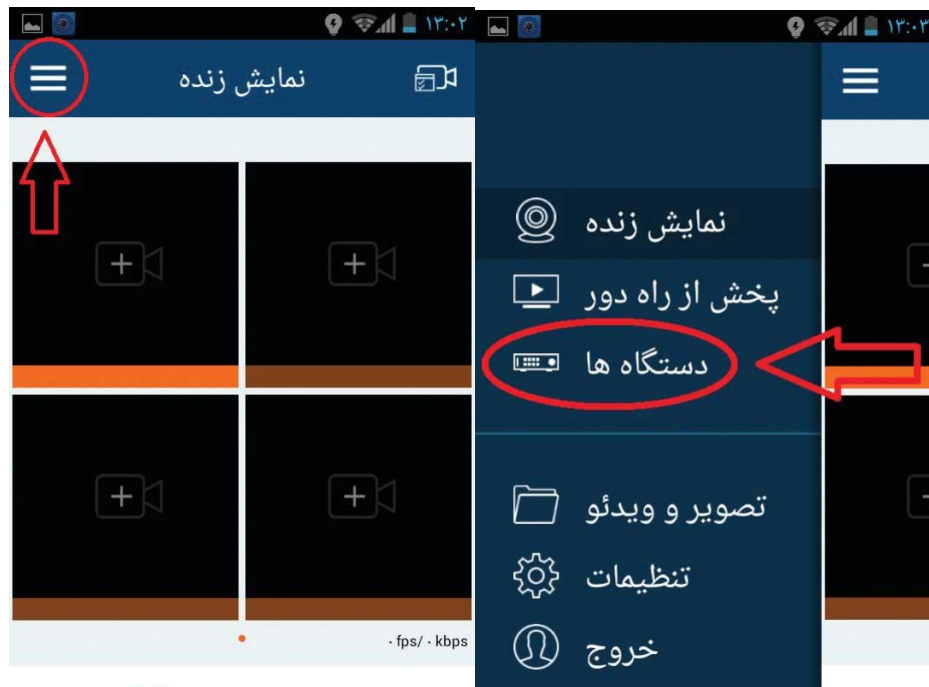 ۱۳:۰۲
نمایش زنده
۰ fps/ ۰ kbps
۱۳:۰۳
نمایش زنده
پخش از راه دور
دستگاه ها
تصویر و ویدئو
تنظیمات
خروج